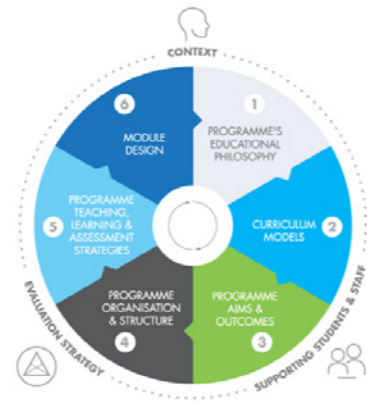 CONTEXT
1
PROGRAMME'S
EDUCATIONAL
PHILOSOPHY
2
CURRICULUM
MODELS
3
PROGRAMME
AIMS &
OUTCOMES
4
PROGRAMME
ORGANISATION
& STRUCTURE
5
PROGRAMME
TEACHING,
LEARNING &
ASSESSMENT
STRATEGIES
6
MODULE
DESIGN
EVALUATION STRATEGY
SUPPORTING STUDENTS & STAFF